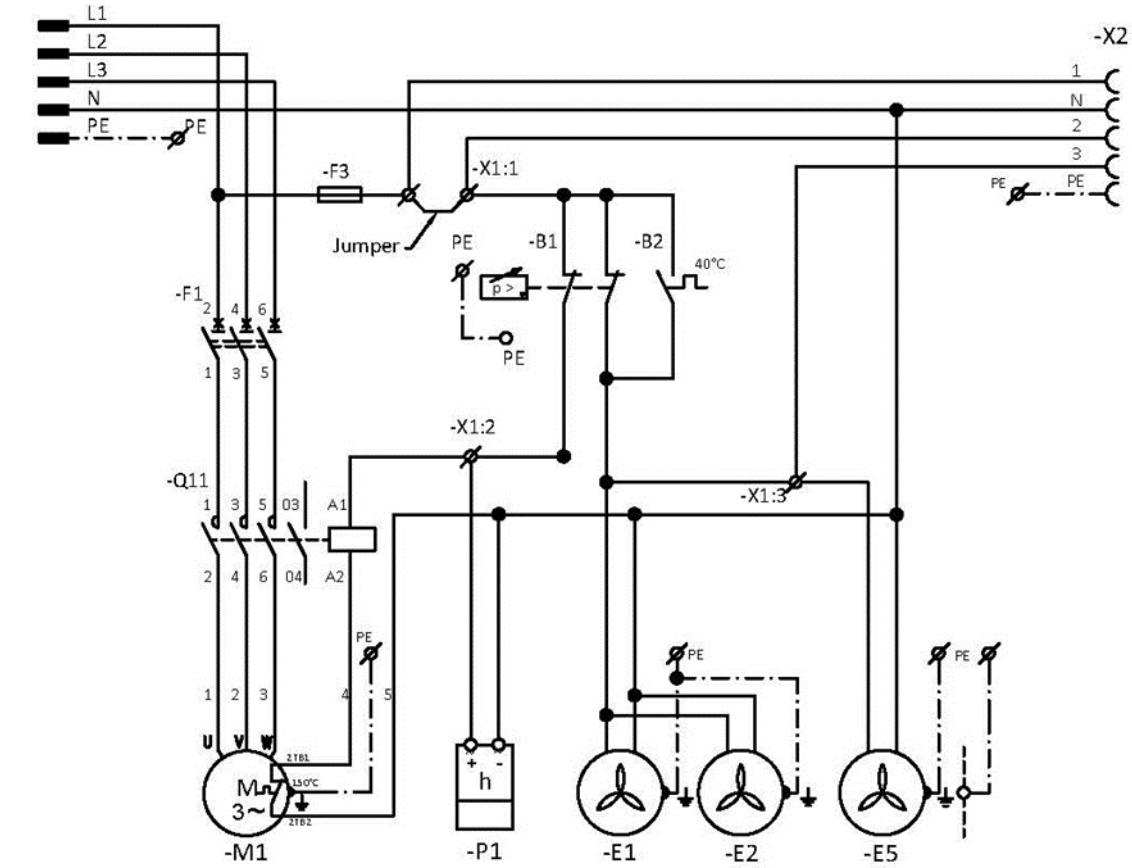 L1
-X2
L2
L3
1
N
N
PE
PE
2
3
-F3
-X1:1
PE
PE
Jumper
PE
-B1
-B2
40°C
p >
-F1
2
4
6
PE
1
3
5
-X1:2
-Q11
-X1:3
1
3
5
03
A1
2
4
6
04
A2
PE
PE
PE
1
2
3
4
5
U
V
W
2TB1
+
-
h
M
150°C
3~
2TB2
-M1
-P1
-E1
-E2
-E5